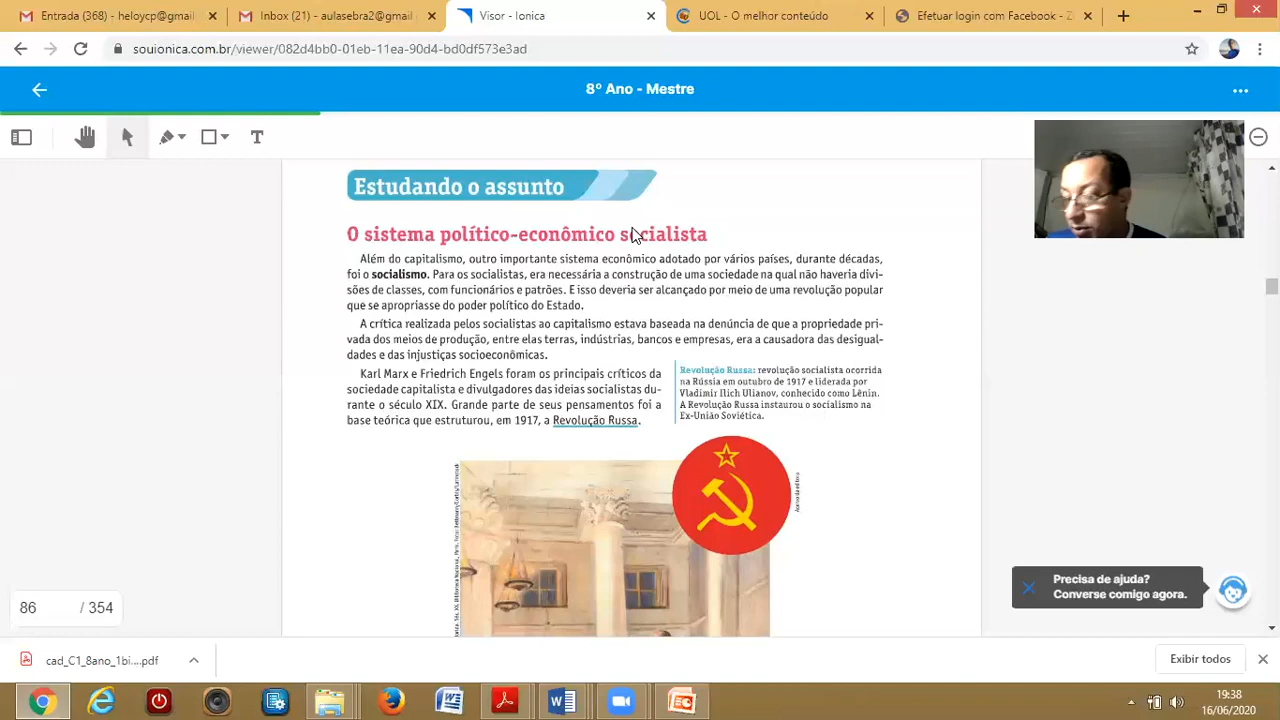 Entrada (368) - heloycp@gmail
Inbox (21) - aulasebra2@gmail
Visor - Ionica
UOL - O melhor conteúdo
Efetuar login com Facebook - Z
souionica.com.br/viewer/082d4bb0-01eb-11ea-90d4-bd0df573e3ad
8º Ano - Mestre
T
Estudando o assunto
O sistema político-econômico socialista
Além do capitalismo, outro importante sistema econômico adotado por vários países, durante décadas,
foi o socialismo. Para os socialistas, era necessária a construção de uma sociedade na qual não haveria divi-
sões de classes, com funcionários e patrões. E isso deveria ser alcançado por meio de uma revolução popular
que se apropriasse do poder político do Estado.
A crítica realizada pelos socialistas ao capitalismo estava baseada na denúncia de que a propriedade pri-
vada dos meios de produção, entre elas terras, indústrias, bancos e empresas, era a causadora das desigual-
dades e das injustiças socioeconômicas.
Karl Marx e Friedrich Engels foram os principais críticos da
sociedade capitalista e divulgadores das ideias socialistas du-
rante o século XIX. Grande parte de seus pensamentos foi a
base teórica que estruturou, em 1917, a Revolução Russa.
Revolução Russa: revolução socialista ocorrida
na Rússia em outubro de 1917 e liderada por
Vladimir Ilich Ulianov, conhecido como Lênin.
A Revolução Russa instaurou o socialismo na
Ex-União Soviética.
Precisa de ajuda?
Converse comigo agora.
86 / 354
cad_C1_8ano_1bi....pdf
Exibir todos
19:38
16/06/2020